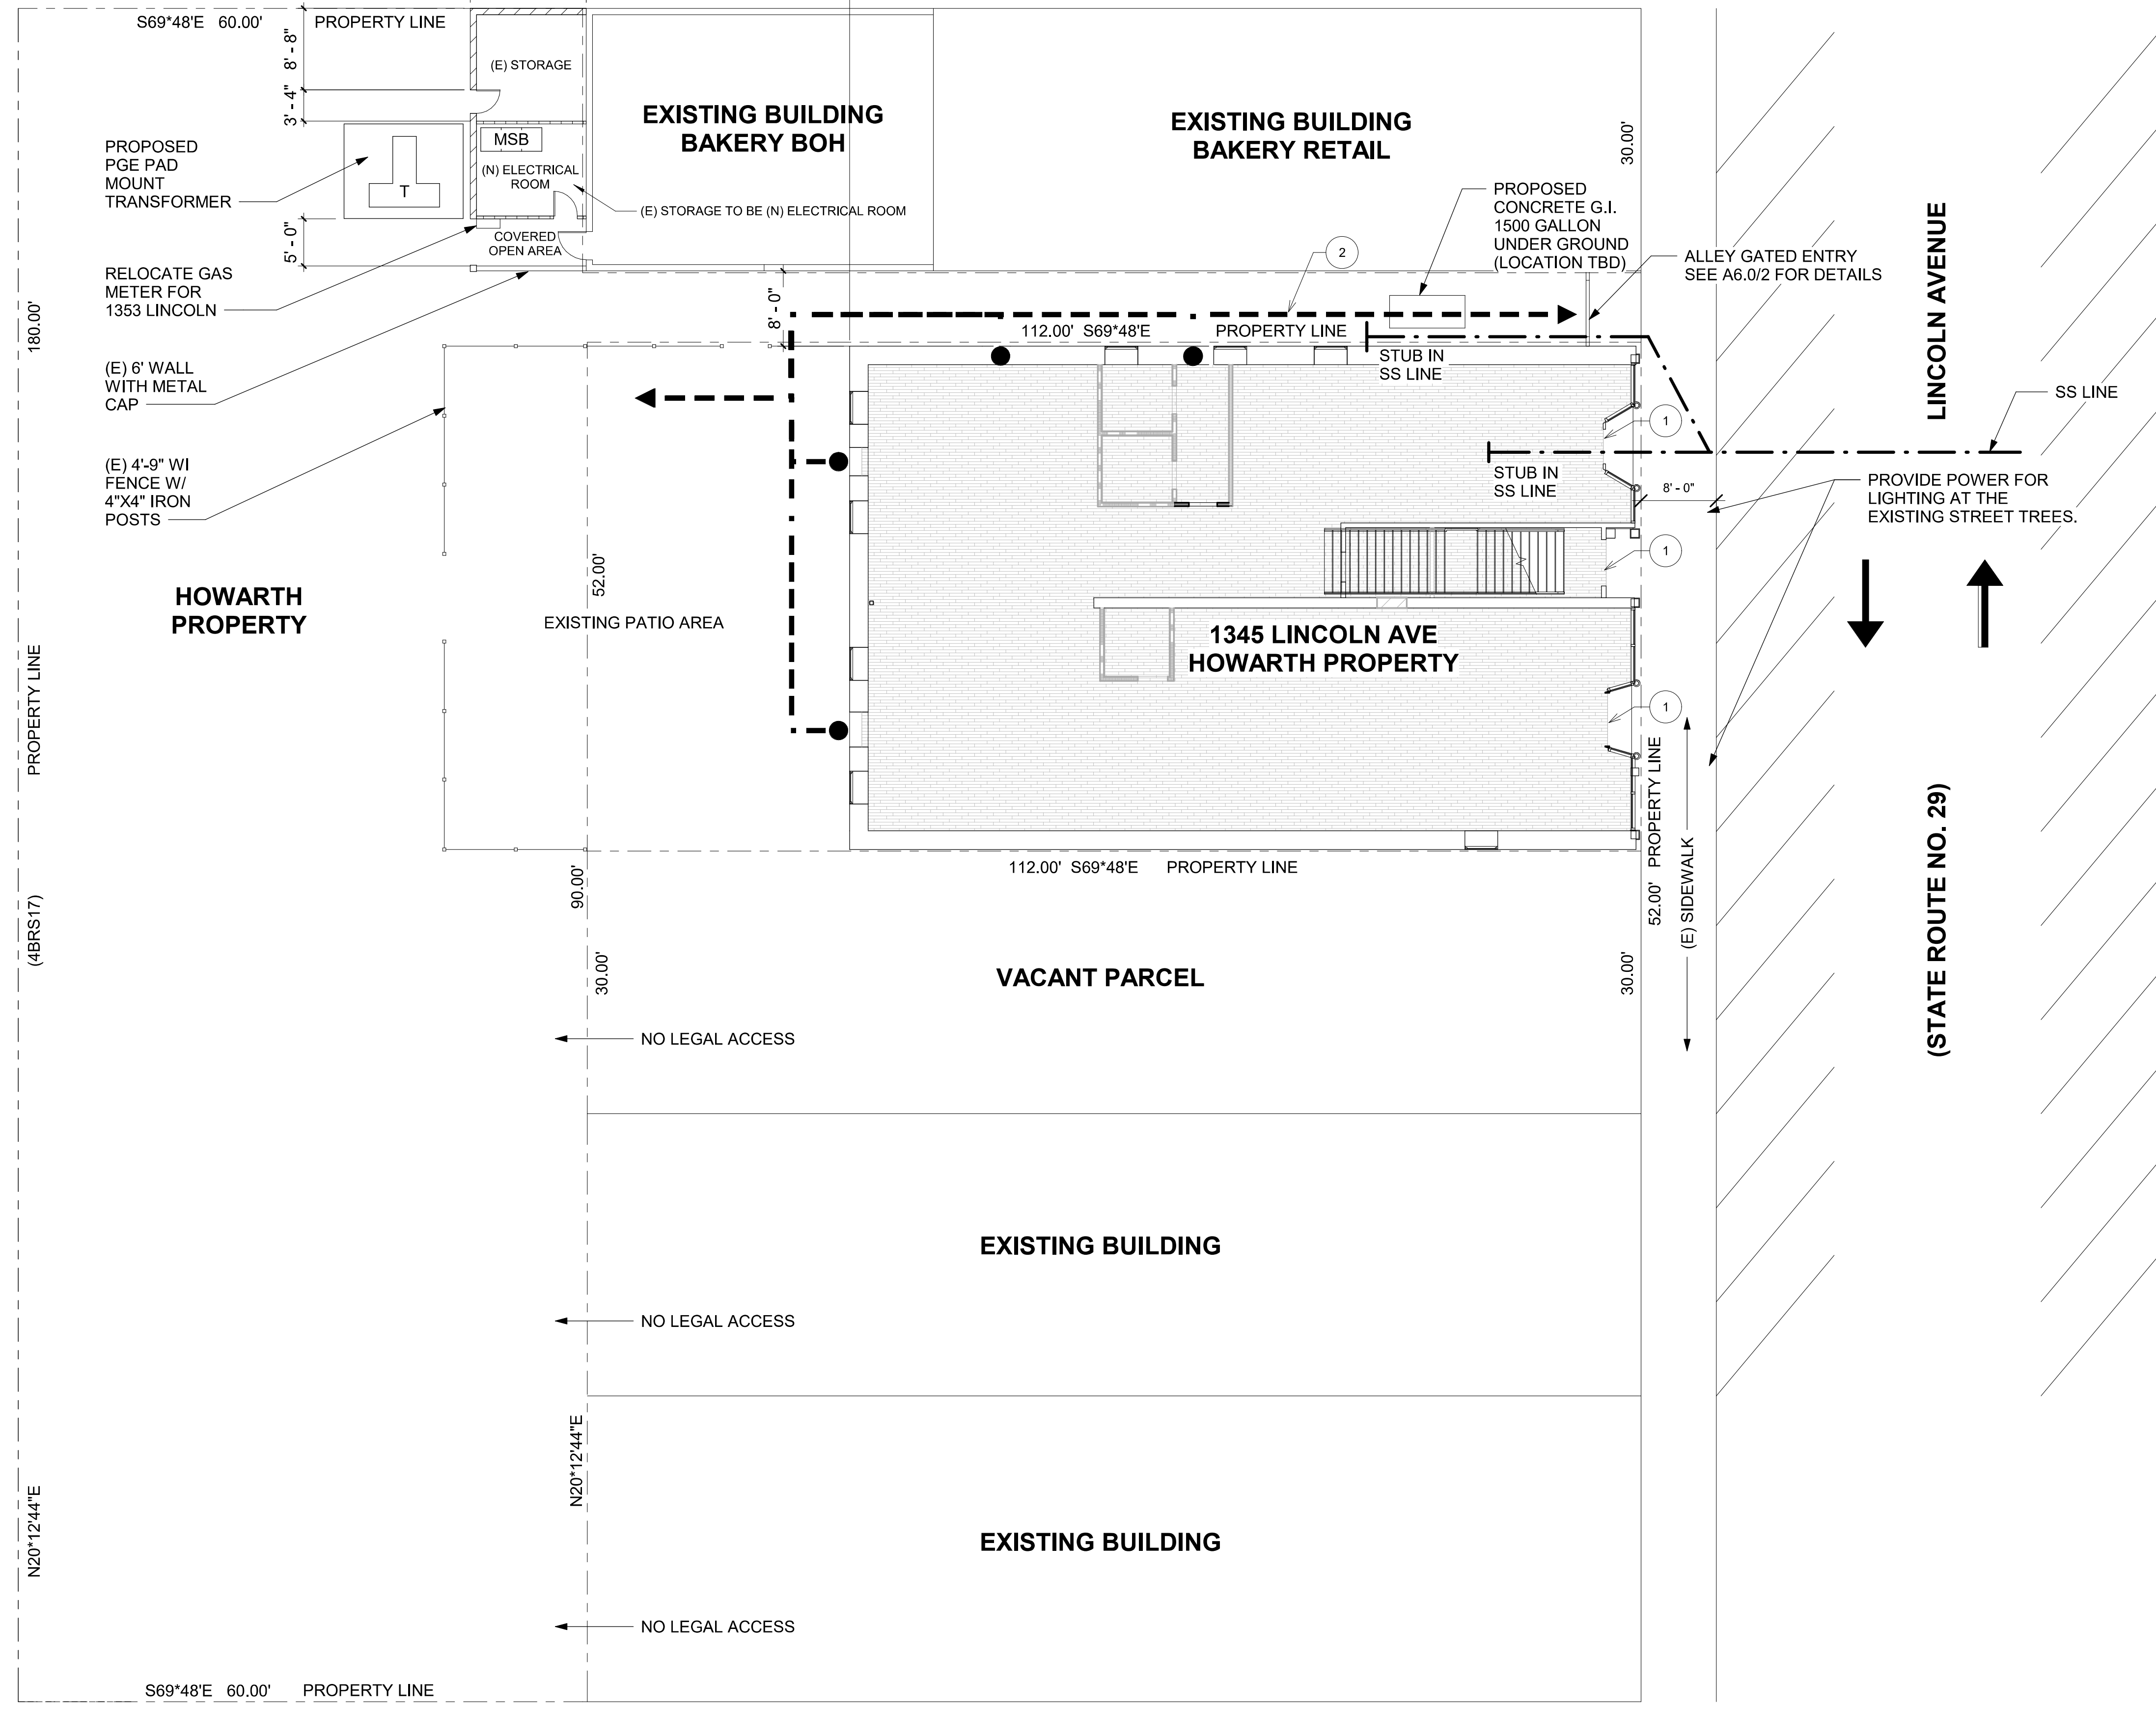 S69*48'E 60.00' PROPERTY LINE
8' - 8"
3' - 4"
5' - 0"
(E) STORAGE
MSB
(N) ELECTRICAL
ROOM
COVERED
OPEN AREA
T
PROPOSED
PGE PAD
MOUNT
TRANSFORMER
RELOCATE GAS
METER FOR
1353 LINCOLN
(E) 6' WALL
WITH METAL
CAP
(E) 4'-9" WI
FENCE W/
4"X4" IRON
POSTS
EXISTING BUILDING
BAKERY BOH
(E) STORAGE TO BE (N) ELECTRICAL ROOM
EXISTING BUILDING
BAKERY RETAIL
30.00'
PROPOSED
CONCRETE G.I.
1500 GALLON
UNDER GROUND
(LOCATION TBD)
ALLEY GATED ENTRY
SEE A6.0/2 FOR DETAILS
2
8' - 0"
112.00' S69*48'E PROPERTY LINE
STUB IN
SS LINE
STUB IN
SS LINE
SS LINE
1
1
1
8' - 0"
PROVIDE POWER FOR
LIGHTING AT THE
EXISTING STREET TREES.
LINCOLN AVENUE
(STATE ROUTE NO. 29)
180.00'
PROPERTY LINE
(4BRS17)
N20*12'44"E
HOWARTH
PROPERTY
52.00'
EXISTING PATIO AREA
1345 LINCOLN AVE
HOWARTH PROPERTY
112.00' S69*48'E PROPERTY LINE
52.00' PROPERTY LINE
(E) SIDEWALK
90.00'
30.00'
30.00'
VACANT PARCEL
NO LEGAL ACCESS
EXISTING BUILDING
NO LEGAL ACCESS
N20*12'44"E
EXISTING BUILDING
NO LEGAL ACCESS
S69*48'E 60.00' PROPERTY LINE